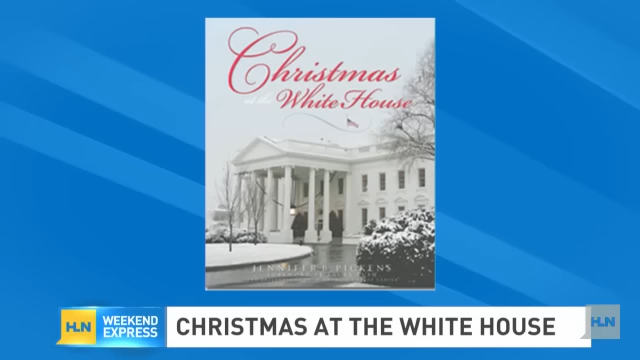 Christmas
at the White House
JENNIFER B. PICKENS
HLN
WEEKEND
EXPRESS
CHRISTMAS AT THE WHITE HOUSE
HLN